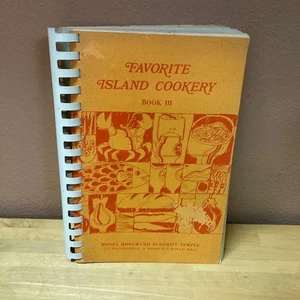 FAVORITE
ISLAND COOKERY
BOOK III
HONPA HONGWANJI BUDDHIST TEMPLE